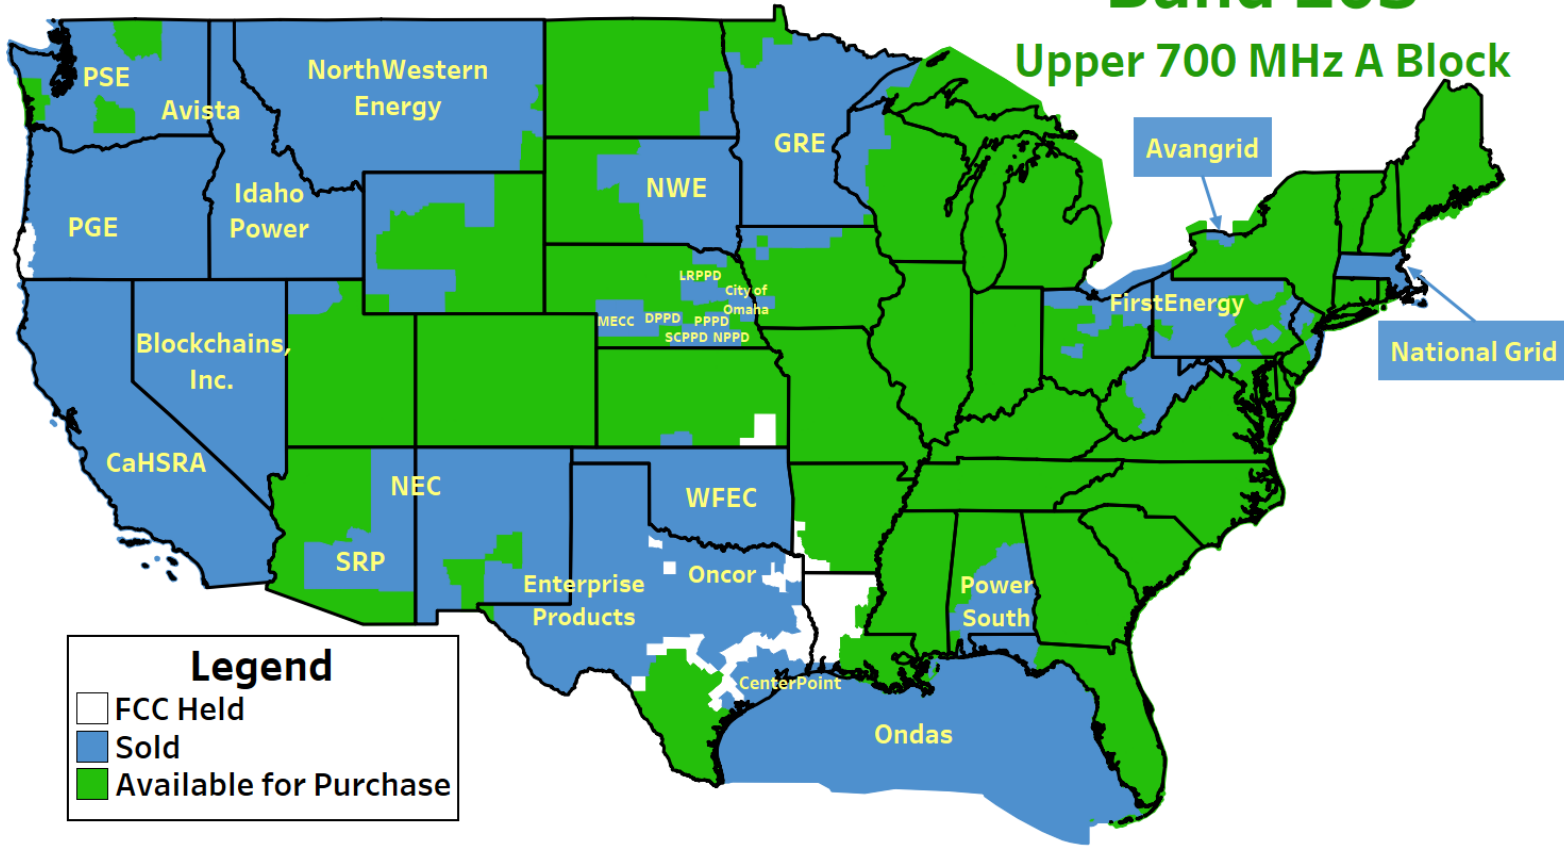 Upper 700 MHz A Block
PSE
Avista
NorthWestern
Energy
GRE
Avangrid
PGE
Idaho
Power
NWE
LRPPD
City of
Omaha
MECC
DPPD
PPPD
SCPPD NPPD
FirstEnergy
National Grid
Blockchains,
Inc.
CaHSRA
NEC
WFEC
SRP
Enterprise
Products
Oncor
Power
South
CenterPoint
Ondas
Legend
FCC Held
Sold
Available for Purchase